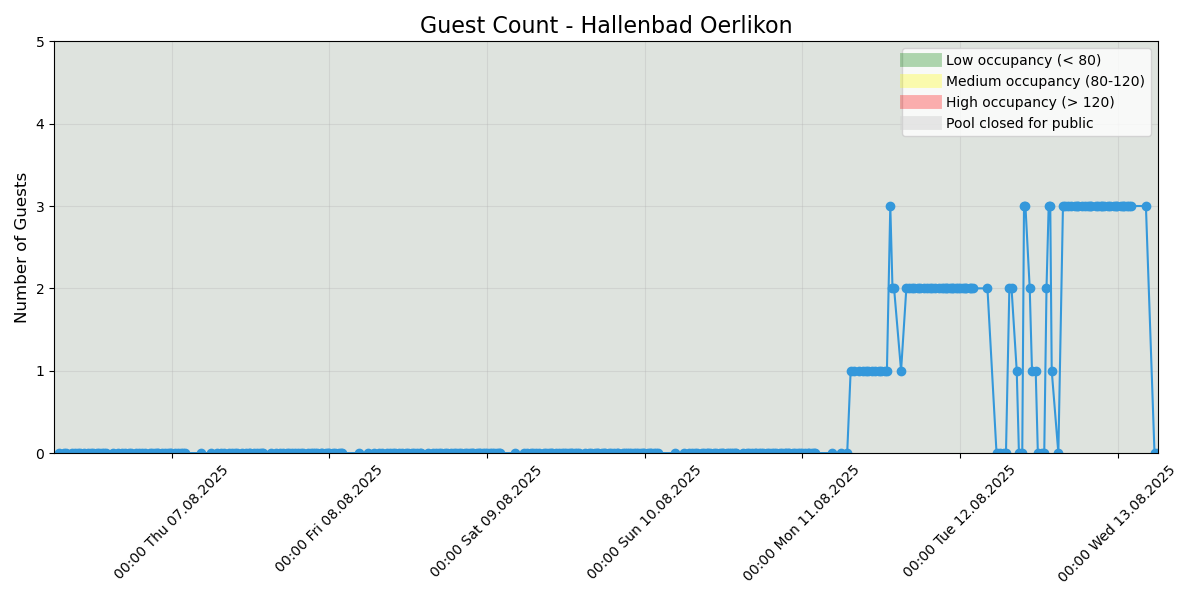 Guest Count - Hallenbad Oerlikon
Number of Guests
5
4
3
2
1
0
Low occupancy (< 80)
Medium occupancy (80-120)
High occupancy (> 120)
Pool closed for public
00:00 Thu 07.08.2025
00:00 Fri 08.08.2025
00:00 Sat 09.08.2025
00:00 Sun 10.08.2025
00:00 Mon 11.08.2025
00:00 Tue 12.08.2025
00:00 Wed 13.08.2025